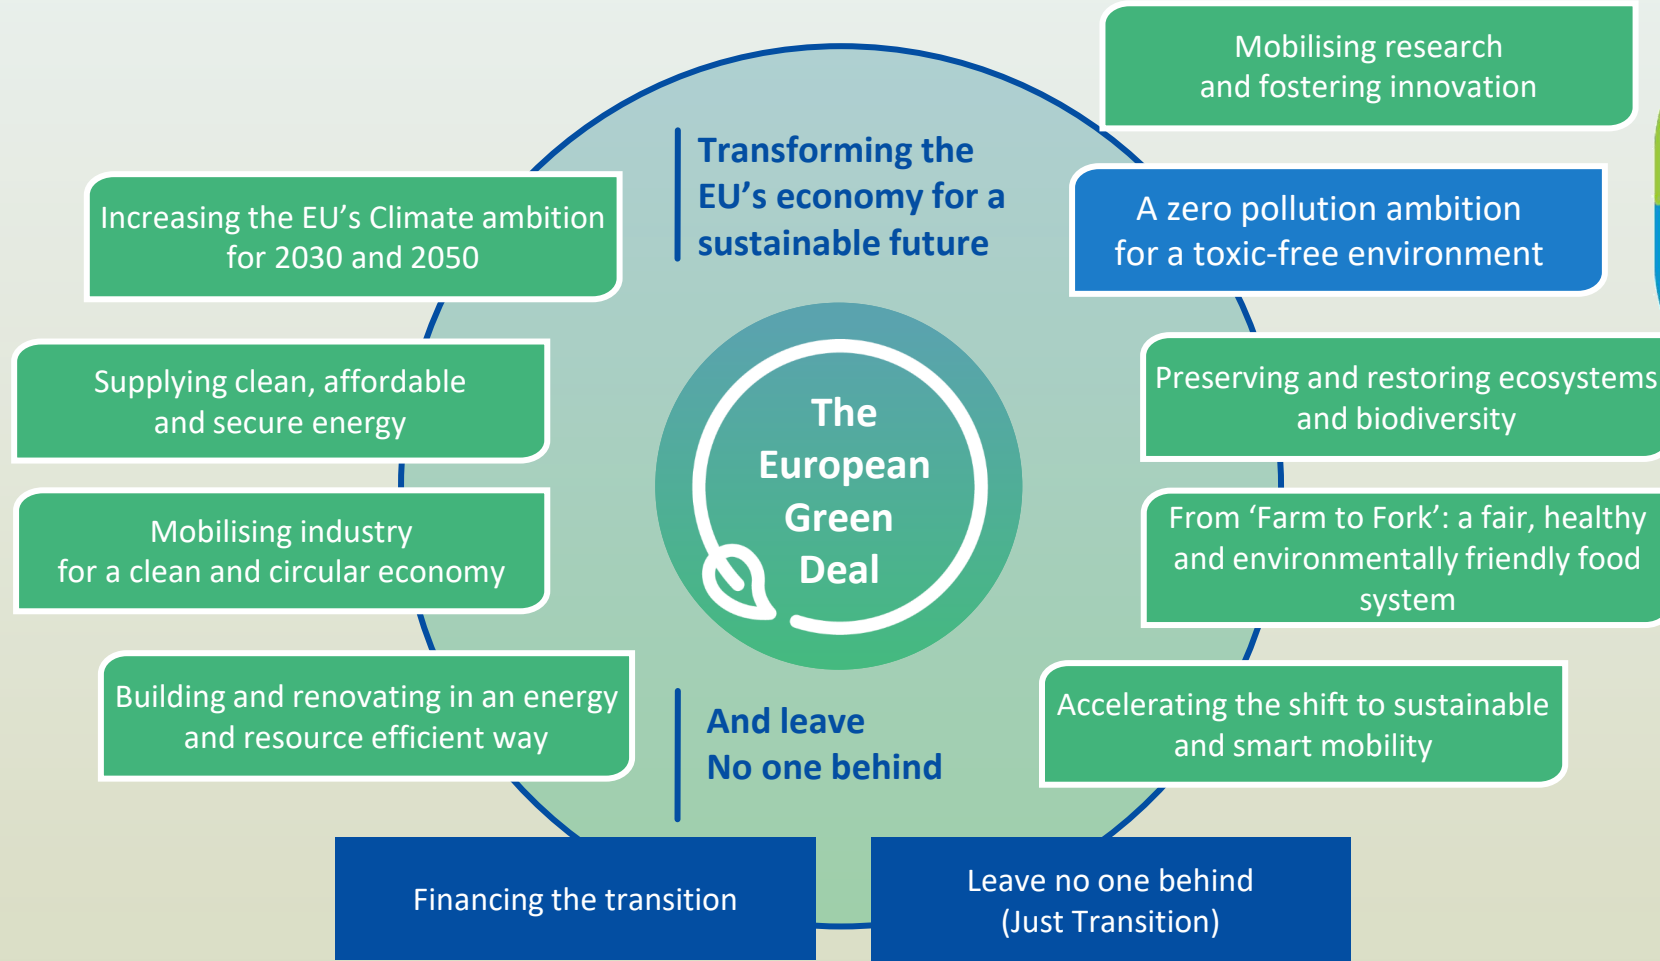 Mobilising research
and fostering innovation
Transforming the
EU’s economy for a
sustainable future
Increasing the EU’s Climate ambition
for 2030 and 2050
A zero pollution ambition
for a toxic-free environment
Supplying clean, affordable
and secure energy
Preserving and restoring ecosystems
and biodiversity
The
European
Green
Deal
Mobilising industry
for a clean and circular economy
From ‘Farm to Fork’: a fair, healthy
and environmentally friendly food
system
Building and renovating in an energy
and resource efficient way
And leave
No one behind
Accelerating the shift to sustainable
and smart mobility
Financing the transition
Leave no one behind
(Just Transition)